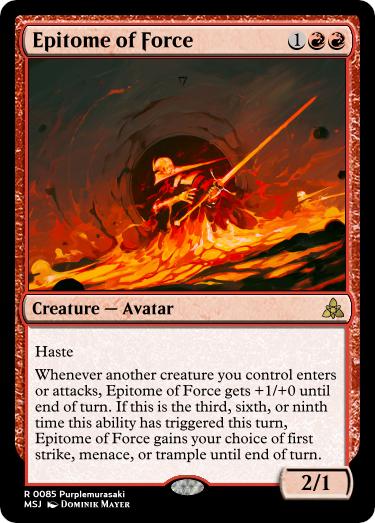 Epitome of Force 1
Creature — Avatar
Haste
Whenever another creature you control enters
or attacks, Epitome of Force gets +1/+0 until
end of turn. If this is the third, sixth, or ninth
time this ability has triggered this turn,
Epitome of Force gains your choice of first
strike, menace, or trample until end of turn.
2/1
R 0085 Purplemurasaki
MSJ Dominik Mayer